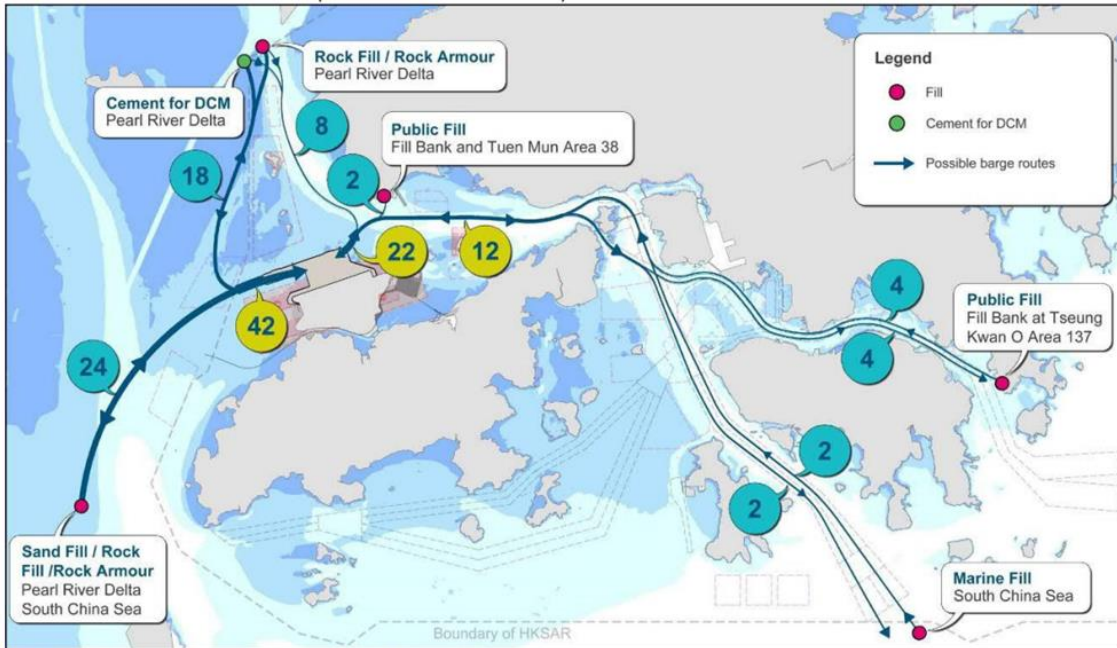 Rock Fill / Rock Armour
Pearl River Delta
Cement for DCM
Pearl River Delta
Public Fill
Fill Bank and Tuen Mun Area 38
Legend
Fill
Cement for DCM
Possible barge routes
8
18
2
22
12
42
24
4
4
Public Fill
Fill Bank at Tseung
Kwan O Area 137
2
2
Sand Fill / Rock
Fill /Rock Armour
Pearl River Delta
South China Sea
Marine Fill
South China Sea
Boundary of HKSAR